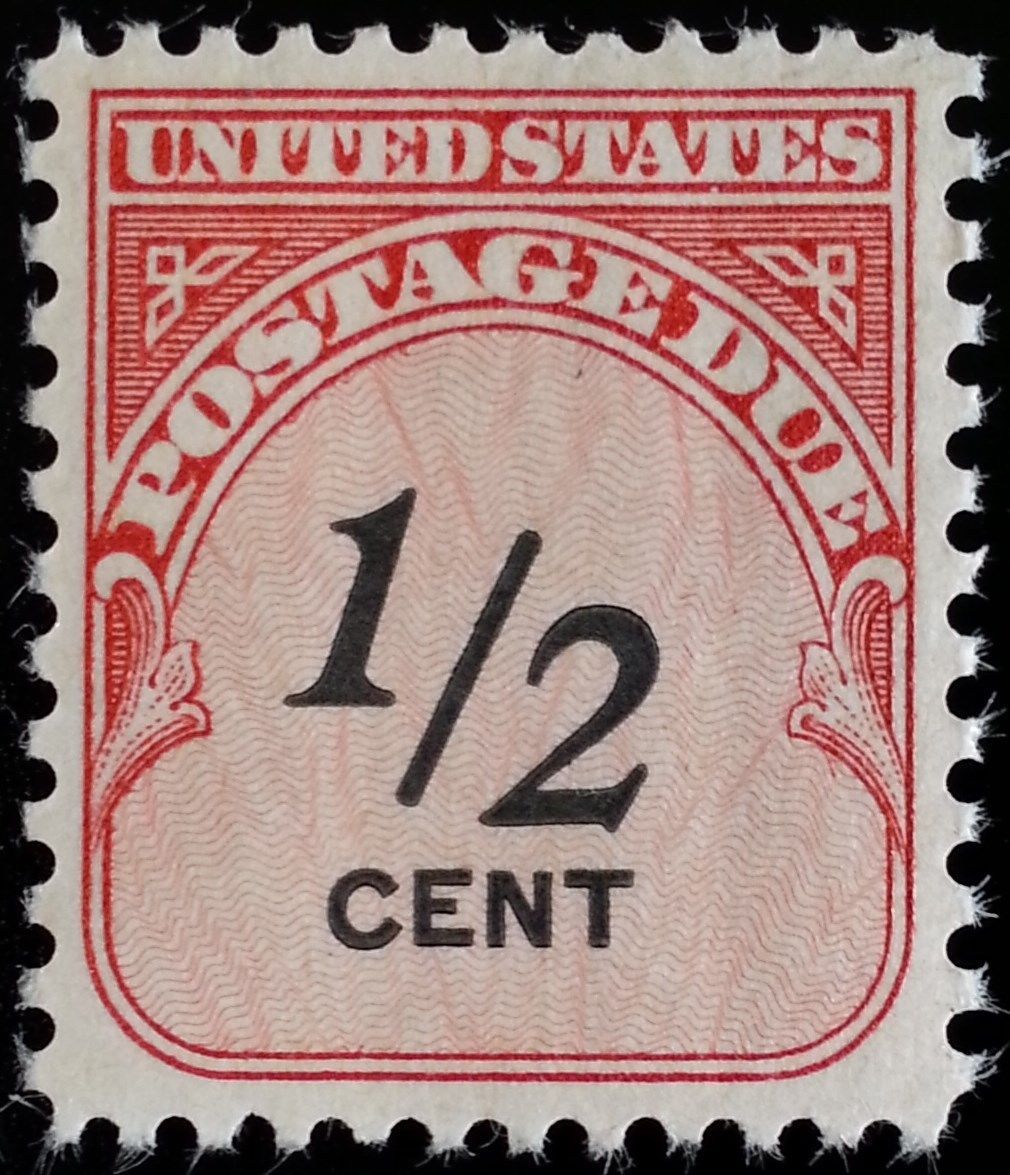 UNITED STATES
POSTAGE DUE
1/2
CENT